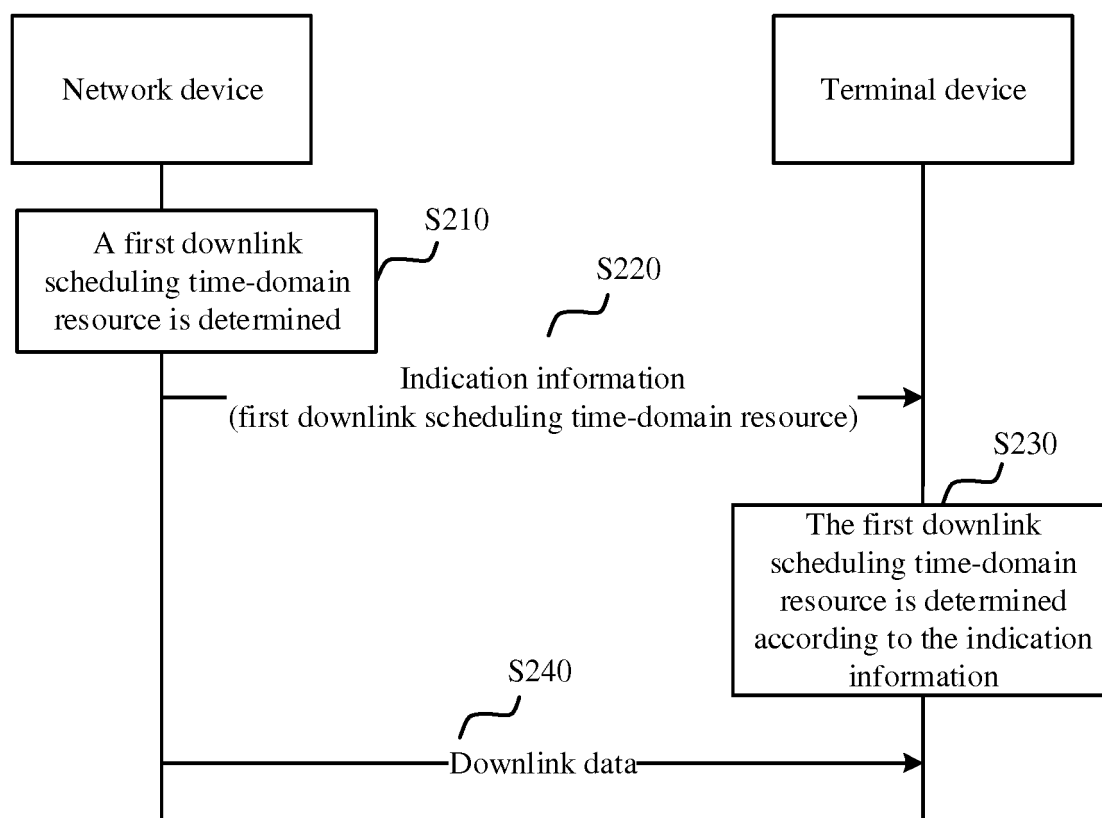 Network device
Terminal device
S210
A first downlink
scheduling time-domain
resource is determined
S220
Indication information
(first downlink scheduling time-domain resource)
S230
The first downlink
scheduling time-domain
resource is determined
according to the indication
information
S240
Downlink data